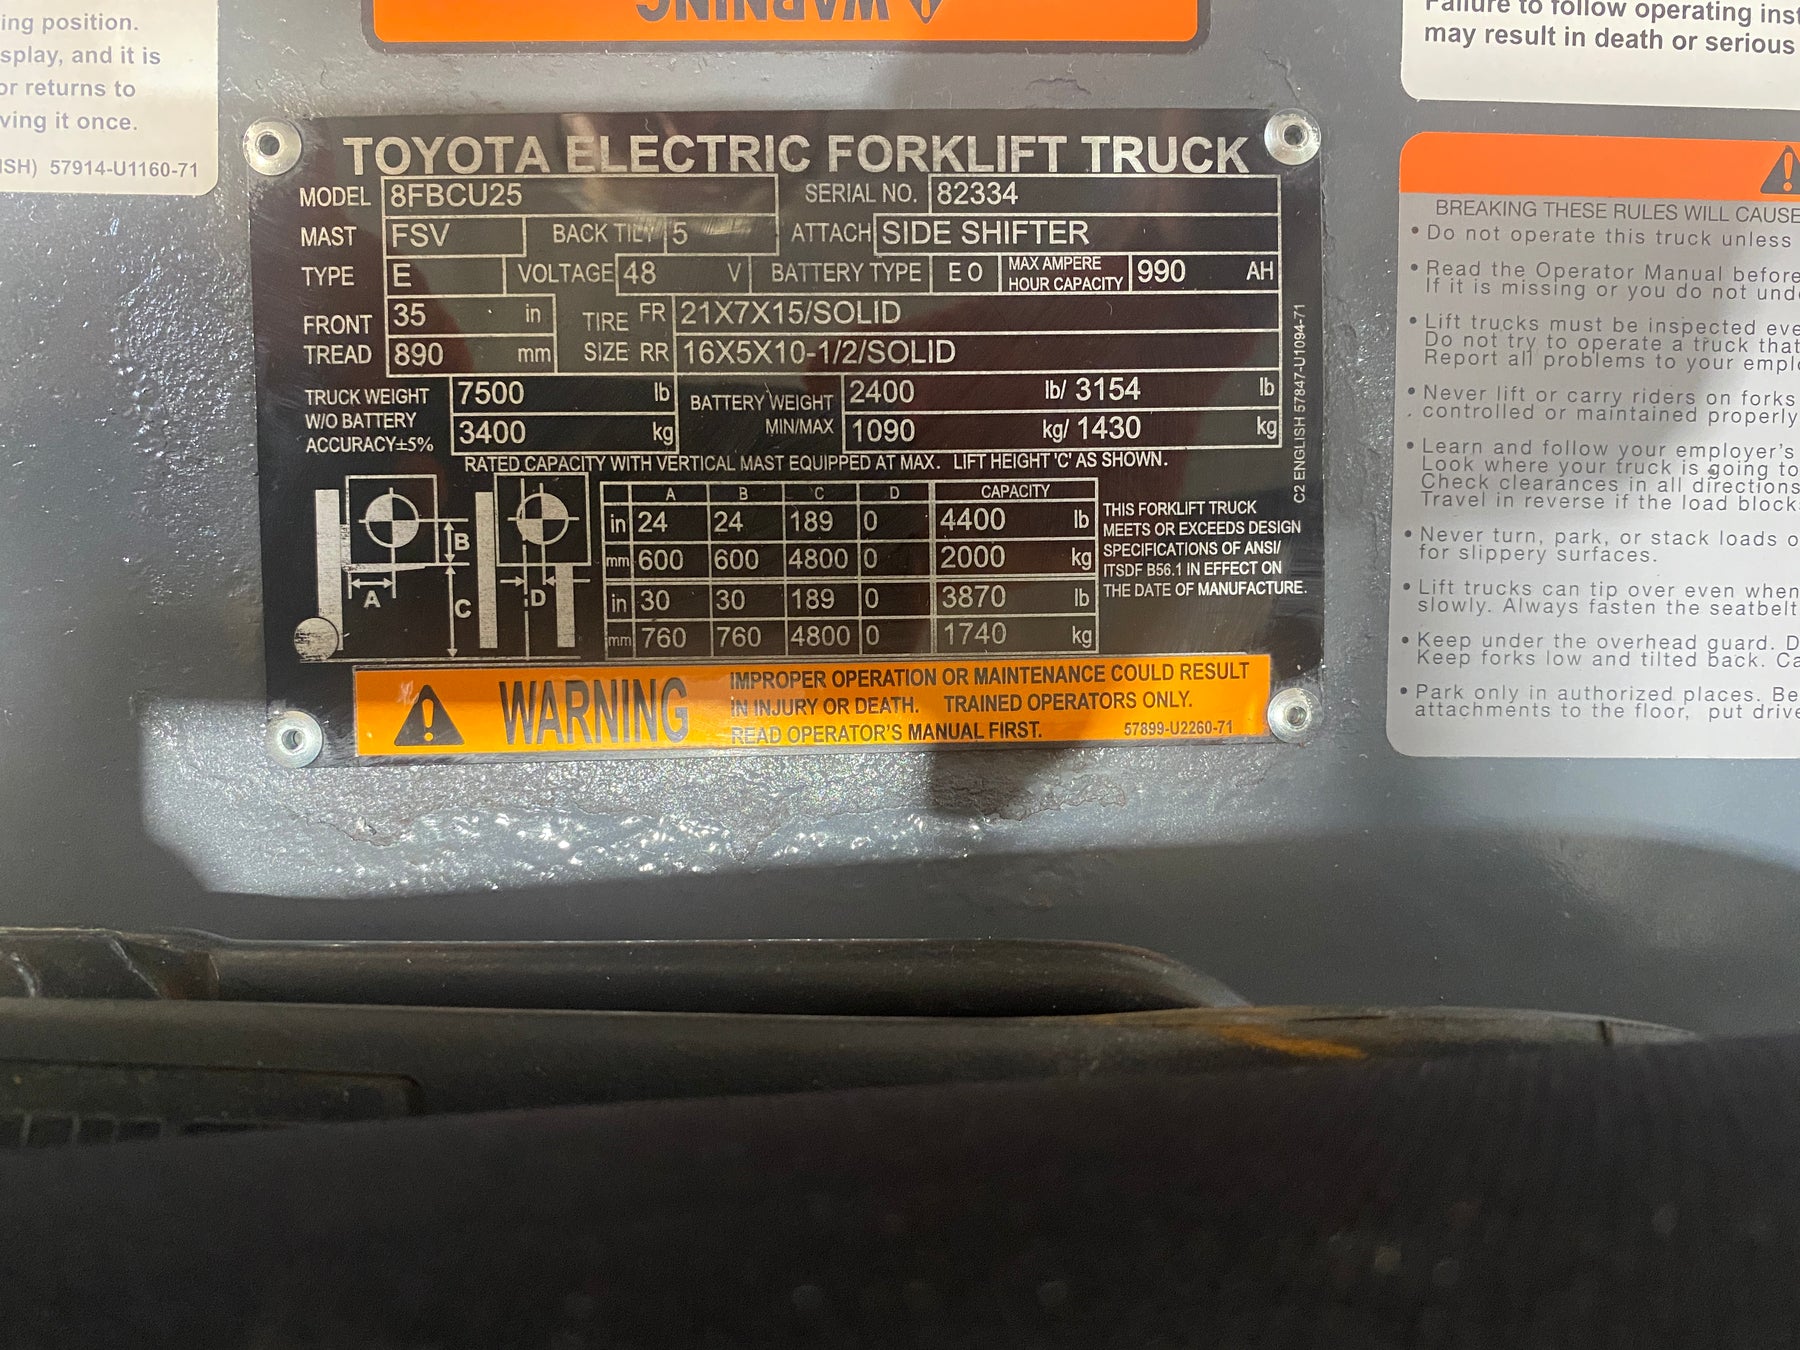 ing position.
splay, and it is
or returns to
ving it once.
ISH) 57914-U1160-71
WARNING
Failure to follow operating inst
may result in death or serious
TOYOTA ELECTRIC FORKLIFT TRUCK
MODEL 8FBCU25 SERIAL NO. 82334
MAST FSV BACK TILT 5 ATTACH SIDE SHIFTER
TYPE E VOLTAGE 48 V BATTERY TYPE E O MAX AMPERE HOUR CAPACITY 990 AH
FRONT TREAD 35 in TIRE SIZE FR 21X7X15/SOLID
890 mm RR 16X5X10-1/2/SOLID
TRUCK WEIGHT W/O BATTERY ACCURACY±5% 7500 lb BATTERY WEIGHT MIN/MAX 2400 lb/ 3154 lb
3400 kg 1090 kg/ 1430 kg
RATED CAPACITY WITH VERTICAL MAST EQUIPPED AT MAX. LIFT HEIGHT 'C' AS SHOWN.
A B C D CAPACITY
in 24 24 189 0 4400 lb
mm 600 600 4800 0 2000 kg
in 30 30 189 0 3870 lb
mm 760 760 4800 0 1740 kg
B
A
C
D
THIS FORKLIFT TRUCK
MEETS OR EXCEEDS DESIGN
SPECIFICATIONS OF ANSI/
ITSDF B56.1 IN EFFECT ON
THE DATE OF MANUFACTURE.
C2 ENGLISH 57847-U1094-71
WARNING
IMPROPER OPERATION OR MAINTENANCE COULD RESULT
IN INJURY OR DEATH. TRAINED OPERATORS ONLY.
READ OPERATOR'S MANUAL FIRST.
57899-U2260-71
BREAKING THESE RULES WILL CAUSE
• Do not operate this truck unless
• Read the Operator Manual before
If it is missing or you do not und
• Lift trucks must be inspected eve
Do not try to operate a truck that
Report all problems to your emplo
• Never lift or carry riders on forks
controlled or maintained properly
• Learn and follow your employer's
Look where your truck is going to
Check clearances in all directions
Travel in reverse if the load block
• Never turn, park, or stack loads o
for slippery surfaces.
• Lift trucks can tip over even when
slowly. Always fasten the seatbelt
• Keep under the overhead guard. D
Keep forks low and tilted back. Ca
• Park only in authorized places. Be
attachments to the floor, put drive